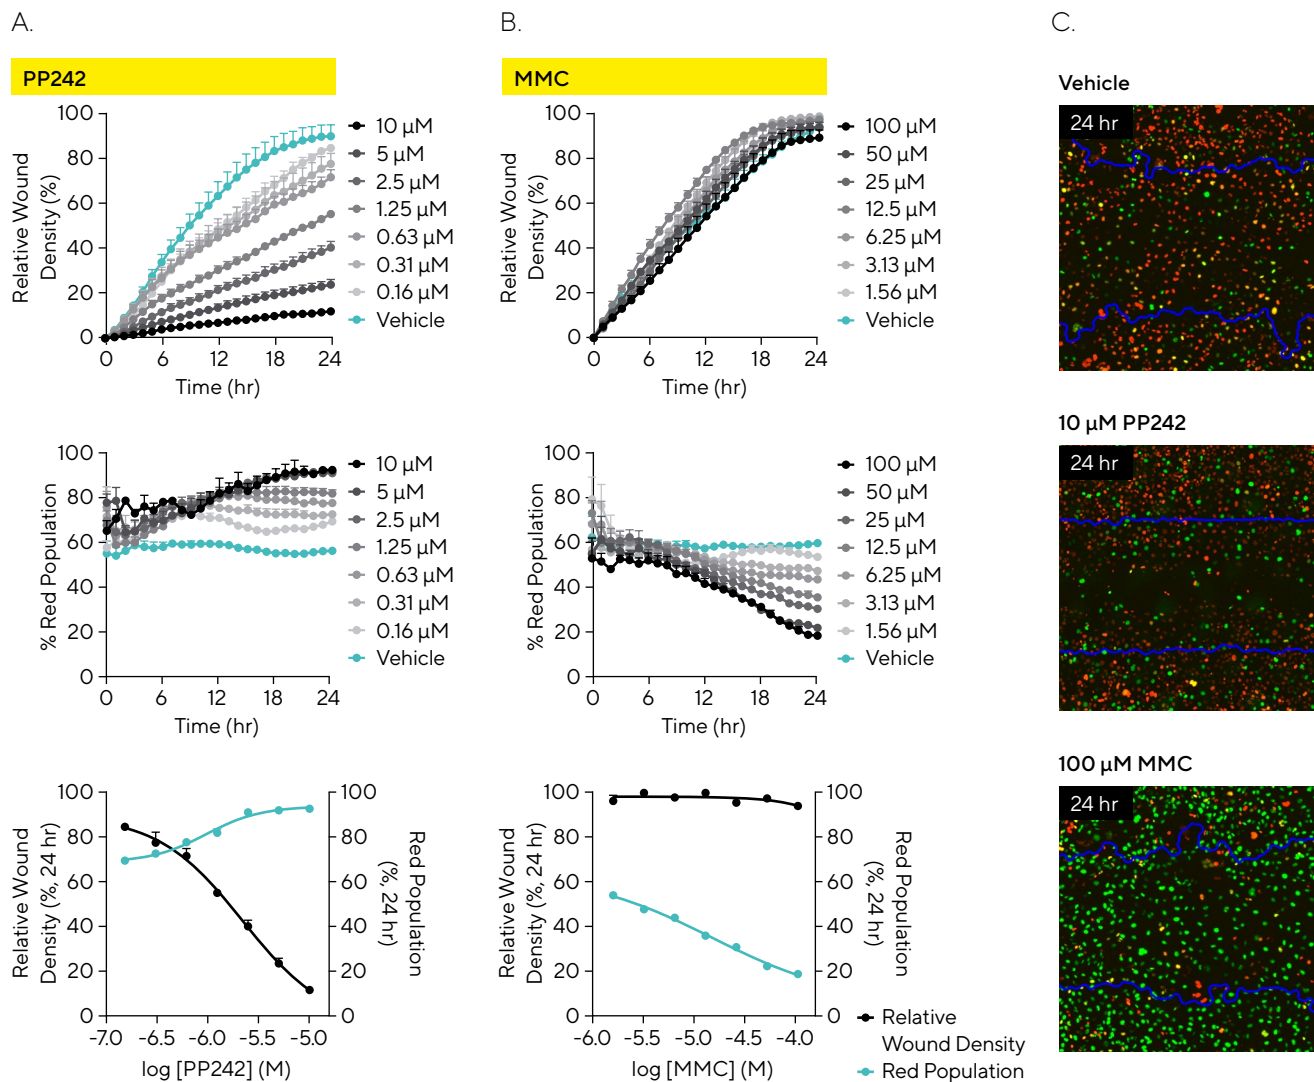 A.
PP242
100
80
60
40
20
0
Relative Wound
Density (%)
0 6 12 18 24
Time (hr)
10 µM
5 µM
2.5 µM
1.25 µM
0.63 µM
0.31 µM
0.16 µM
Vehicle
100
80
60
40
20
0
% Red Population
0 6 12 18 24
Time (hr)
10 µM
5 µM
2.5 µM
1.25 µM
0.63 µM
0.31 µM
0.16 µM
Vehicle
100
80
60
40
20
0
Relative Wound
Density (%, 24 hr)
100
80
60
40
20
0
Red Population
(%, 24 hr)
-7.0 -6.5 -6.0 -5.5 -5.0
log [PP242] (M)
B.
MMC
100
80
60
40
20
0
Relative Wound
Density (%)
0 6 12 18 24
Time (hr)
100 µM
50 µM
25 µM
12.5 µM
6.25 µM
3.13 µM
1.56 µM
Vehicle
100
80
60
40
20
0
% Red Population
0 6 12 18 24
Time (hr)
100 µM
50 µM
25 µM
12.5 µM
6.25 µM
3.13 µM
1.56 µM
Vehicle
100
80
60
40
20
0
Relative Wound
Density (%, 24 hr)
100
80
60
40
20
0
Red Population
(%, 24 hr)
-6.0 -5.5 -5.0 -4.5 -4.0
log [MMC] (M)
Relative
Wound Density
Red Population
C.
Vehicle
24 hr
10 µM PP242
24 hr
100 µM MMC
24 hr